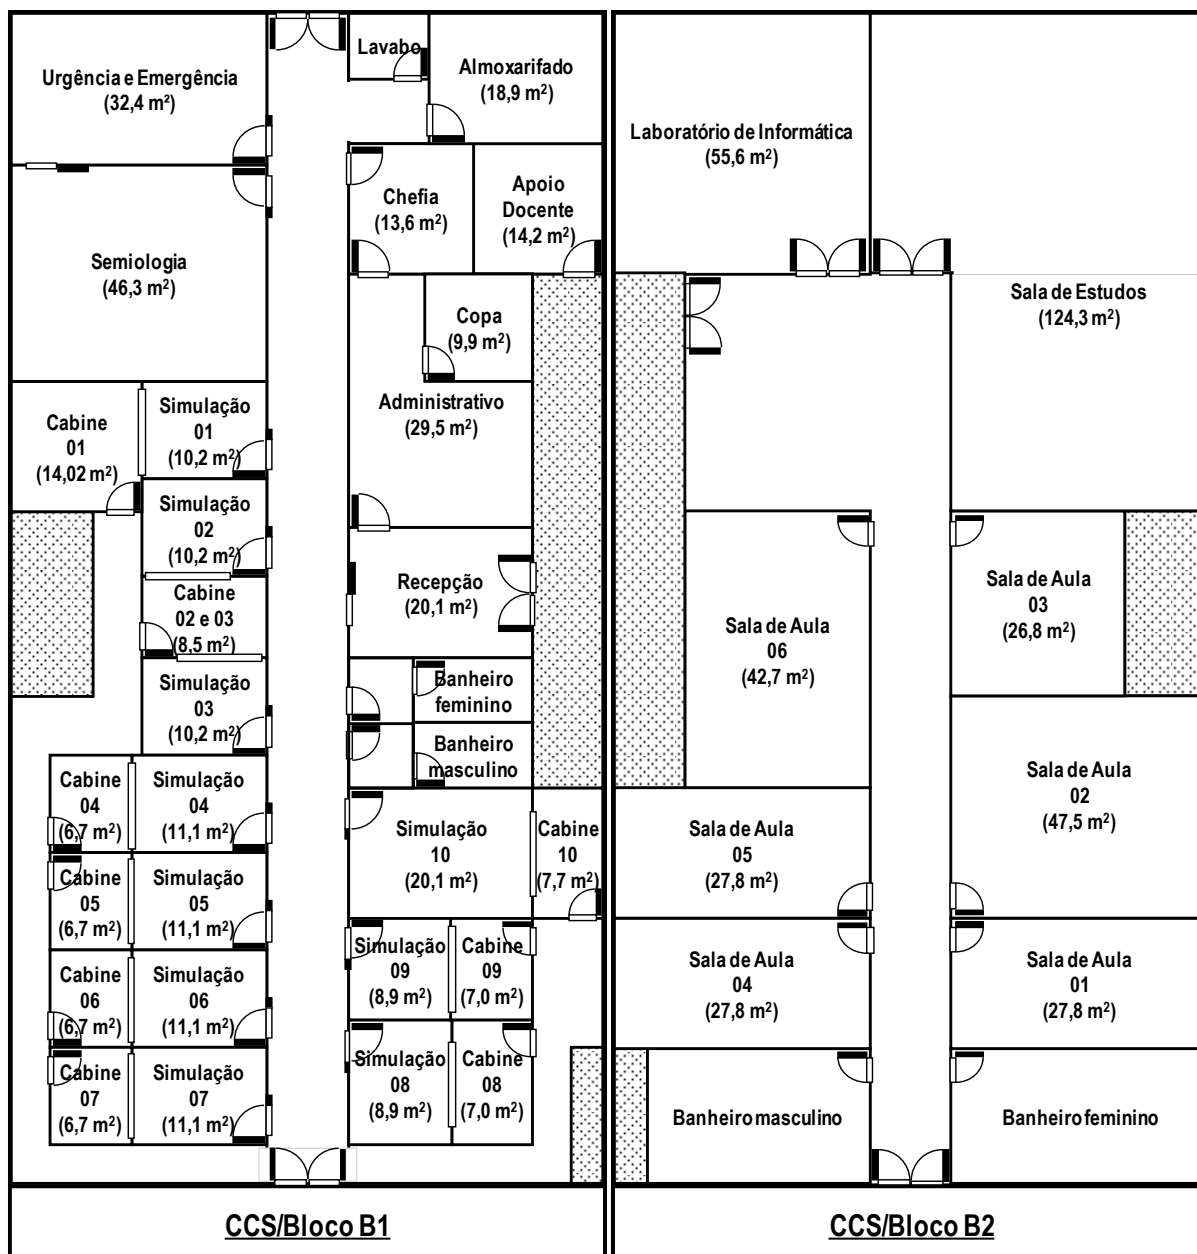 Urgência e Emergência
(32,4 m²)
Lavabo
Almoxarifado
(18,9 m²)
Semiologia
(46,3 m²)
Chefia
(13,6 m²)
Apoio
Docente
(14,2 m²)
Copa
(9,9 m²)
Administrativo
(29,5 m²)
Cabine
01
(14,02 m²)
Simulação
01
(10,2 m²)
Simulação
02
(10,2 m²)
Cabine
02 e 03
(8,5 m²)
Simulação
03
(10,2 m²)
Recepção
(20,1 m²)
Banheiro
feminino
Banheiro
masculino
Cabine
04
(6,7 m²)
Simulação
04
(11,1 m²)
Cabine
05
(6,7 m²)
Simulação
05
(11,1 m²)
Cabine
06
(6,7 m²)
Simulação
06
(11,1 m²)
Cabine
07
(6,7 m²)
Simulação
07
(11,1 m²)
Simulação
10
(20,1 m²)
Cabine
10
(7,7 m²)
Simulação
09
(8,9 m²)
Cabine
09
(7,0 m²)
Simulação
08
(8,9 m²)
Cabine
08
(7,0 m²)
CCS/Bloco B1
Laboratório de Informática
(55,6 m²)
Sala de Estudos
(124,3 m²)
Sala de Aula
03
(26,8 m²)
Sala de Aula
06
(42,7 m²)
Sala de Aula
02
(47,5 m²)
Sala de Aula
05
(27,8 m²)
Sala de Aula
04
(27,8 m²)
Sala de Aula
01
(27,8 m²)
Banheiro masculino
Banheiro feminino
CCS/Bloco B2